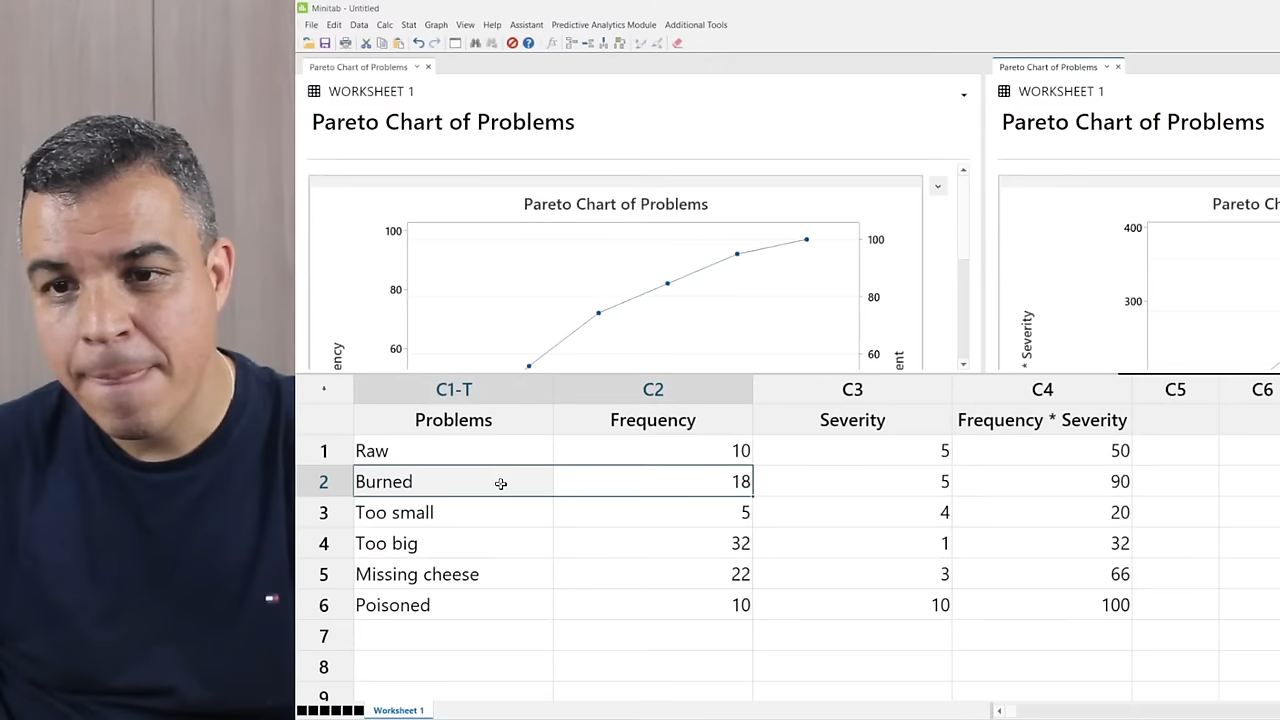 Minitab - Untitled
File Edit Data Calc Stat Graph View Help Assistant Predictive Analytics Module Additional Tools
Pareto Chart of Problems
WORKSHEET 1
Pareto Chart of Problems
Pareto Chart of Problems
100
80
60
ency
100
80
60
ent
Pareto Chart of Problems
WORKSHEET 1
Pareto Chart of Problems
Pareto Ch
400
300
* Severity
C1-T C2 C3 C4 C5 C6
Problems Frequency Severity Frequency * Severity
1 Raw 10 5 50
2 Burned 18 5 90
3 Too small 5 4 20
4 Too big 32 1 32
5 Missing cheese 22 3 66
6 Poisoned 10 10 100
7
8
9
Worksheet 1